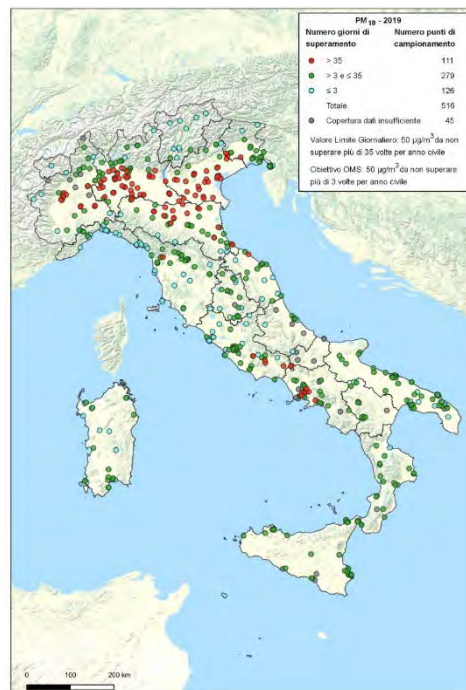 PM10 - 2019
Numero giorni di superamento Numero punti di campionamento
> 35 111
> 3 e ≤ 35 279
≤ 3 126
Totale 516
Copertura dati insufficiente 45
Valore Limite Giornaliero: 50 µg/m³ da non
superare più di 35 volte per anno civile
Obiettivo OMS: 50 µg/m³ da non superare
più di 3 volte per anno civile
0 100 200 km